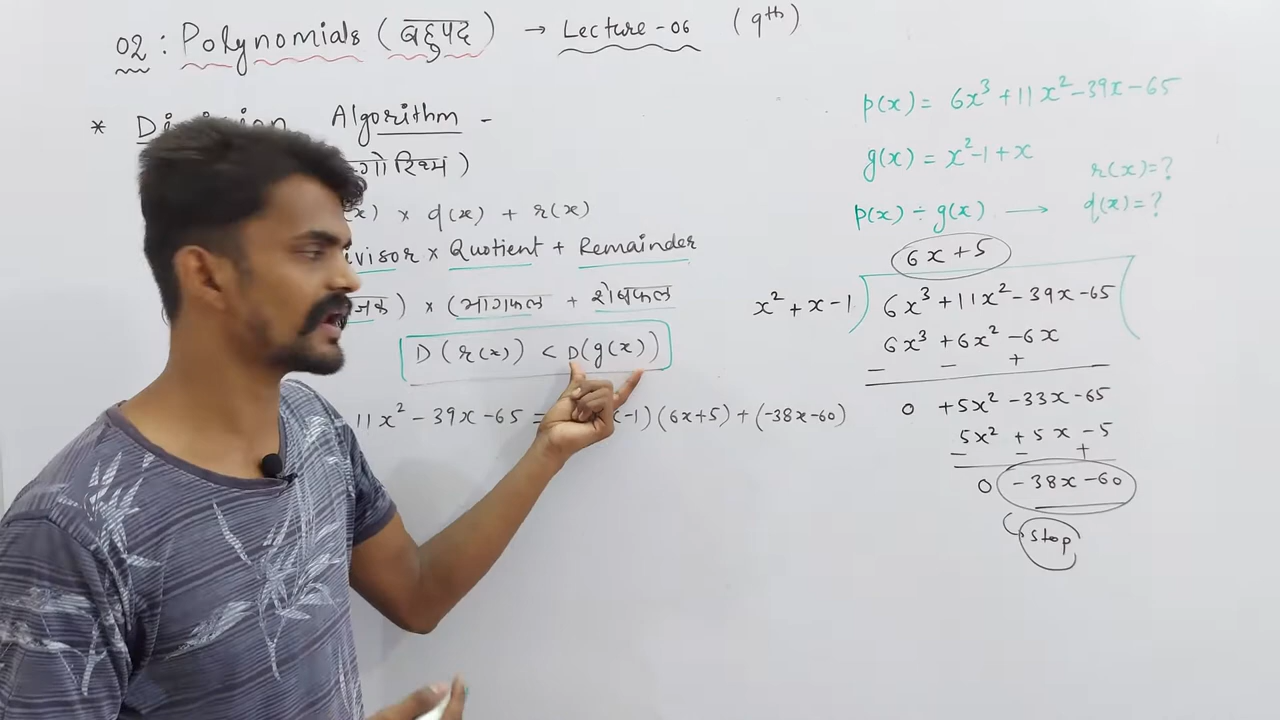 02 : Polynomials (बहुपद) → Lecture-06 (9th)
* Division Algorithm -
गोरिथ्म)
x) × q(x) + r(x)
ivisor × Quotient + Remainder
जक) × (भागफल + शेषफल
D(r(x)) < D(g(x))
11x² - 39x - 65 = -1)(6x+5) + (-38x-60)
p(x) = 6x³ + 11x² - 39x - 65
g(x) = x² - 1 + x
r(x) = ?
p(x) ÷ g(x) → q(x) = ?
6x + 5
x² + x - 1 ) 6x³ + 11x² - 39x - 65
6x³ + 6x² - 6x
- - +
0 + 5x² - 33x - 65
5x² + 5x - 5
- - +
0 - 38x - 60
↳ stop